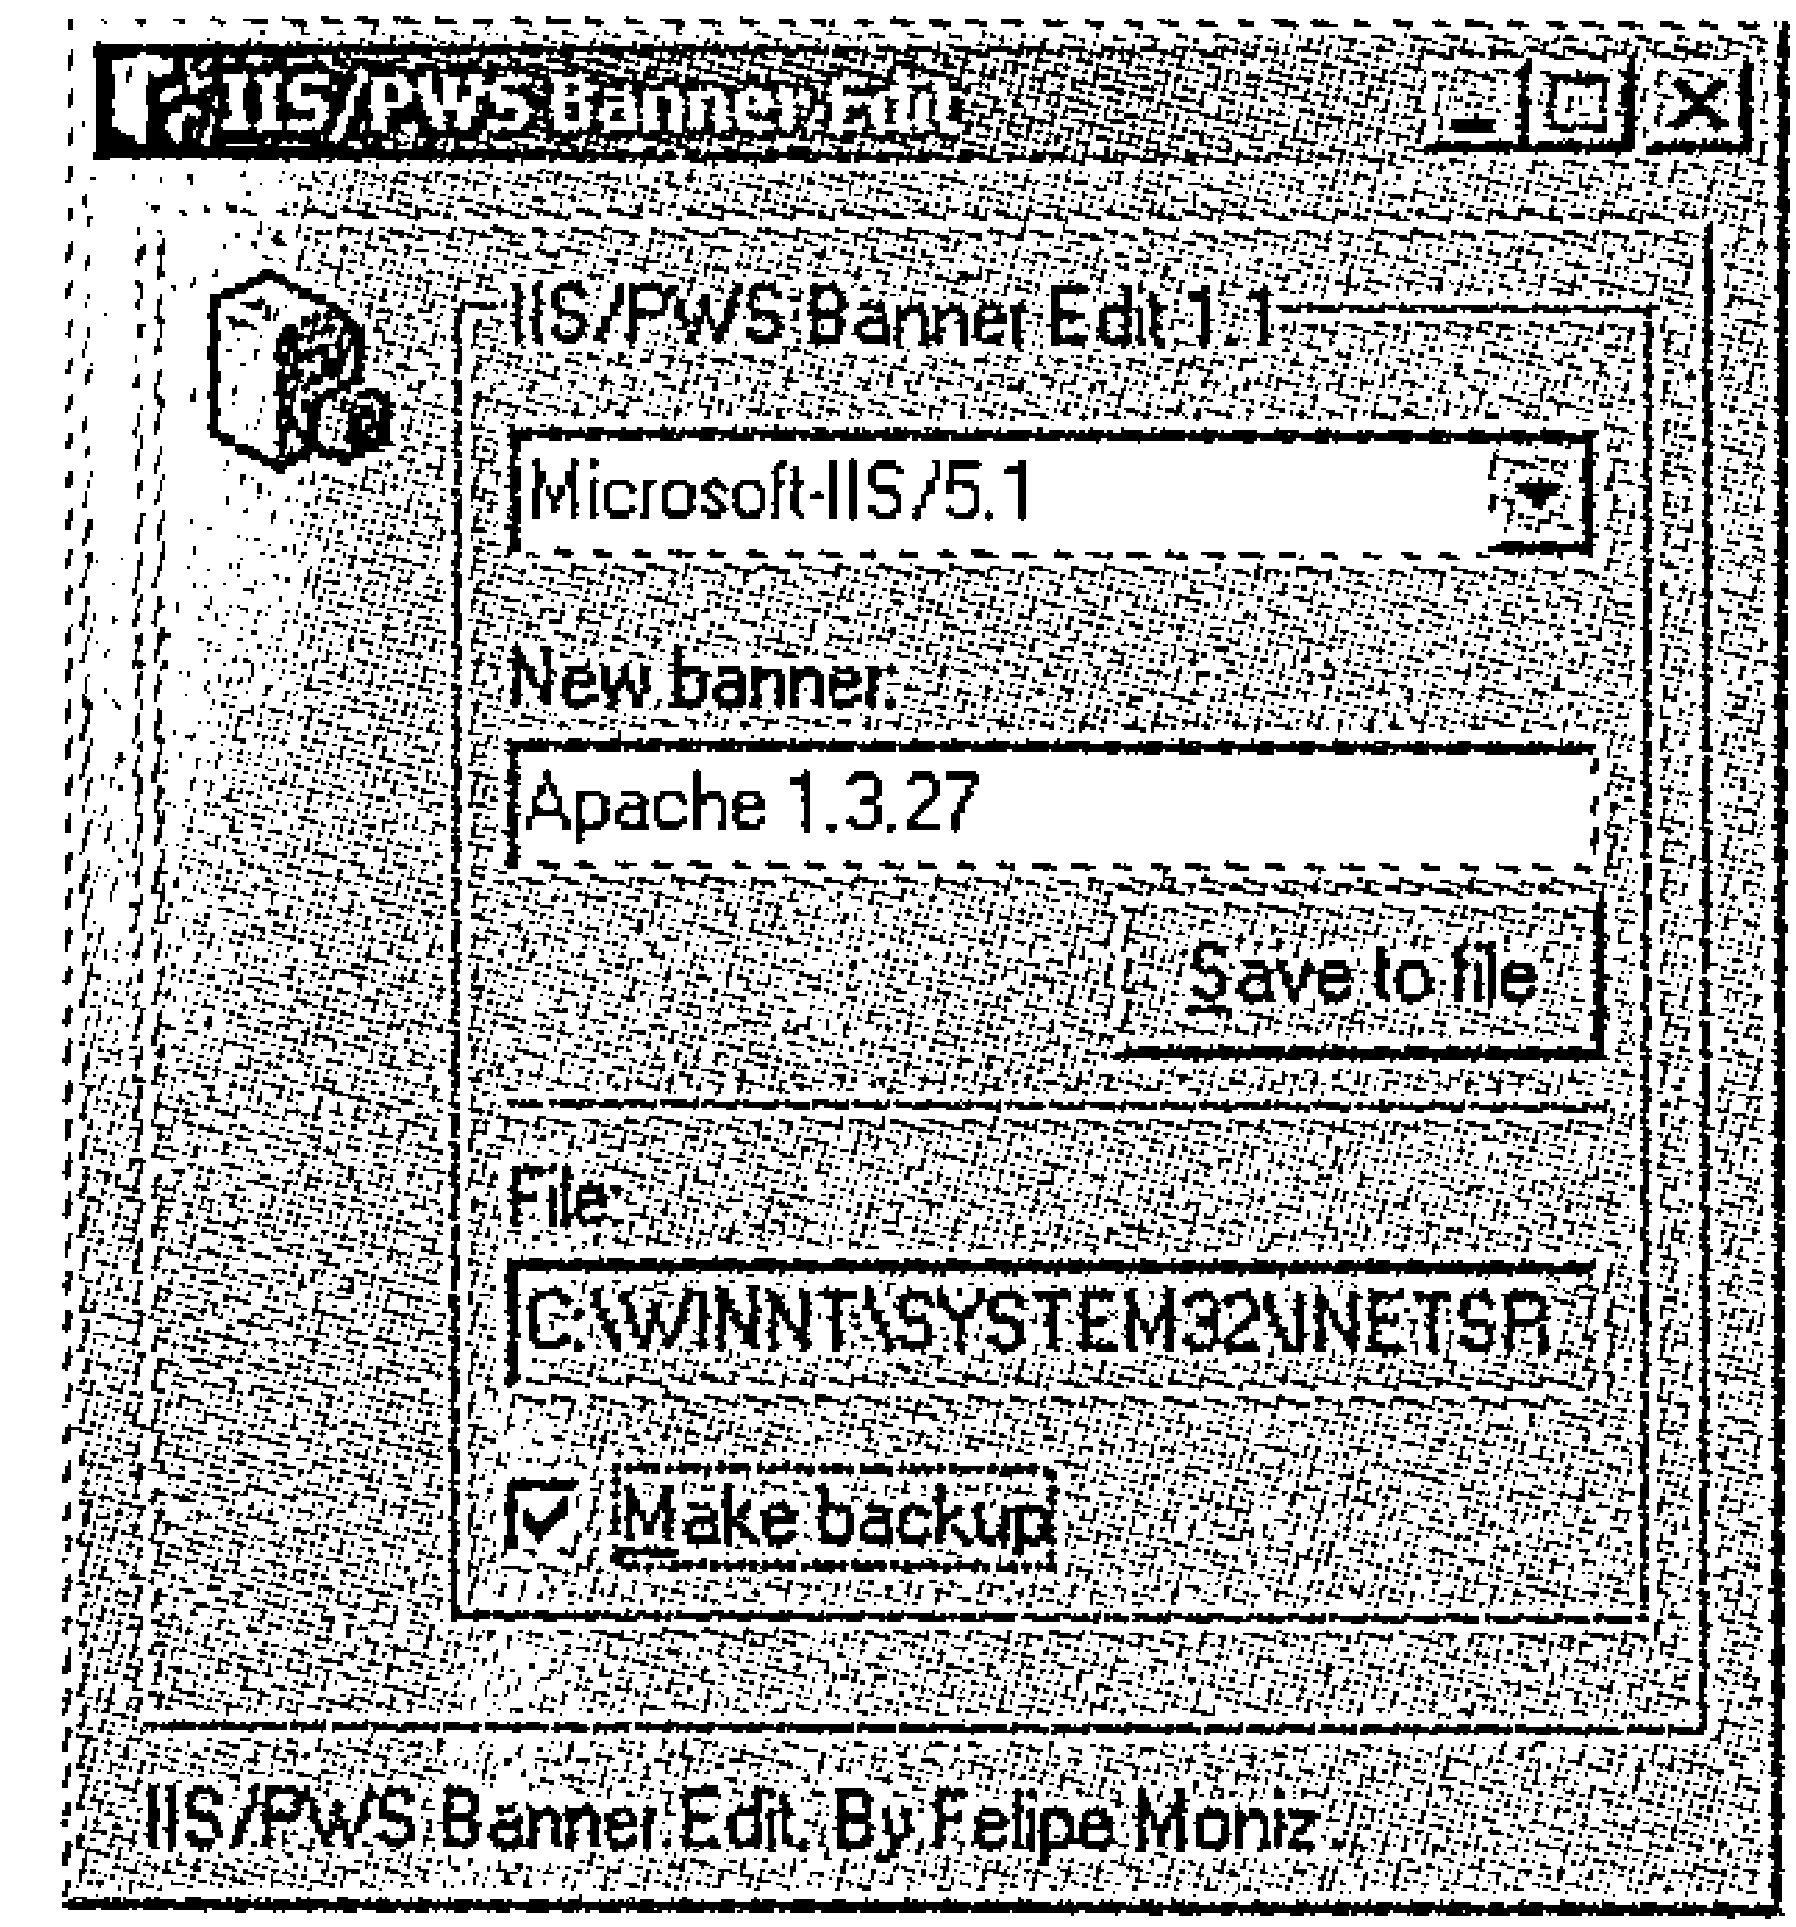 IIS/PWS Banner Edit
IIS/PWS Banner Edit 1.1
Microsoft-IIS/5.1
New banner:
Apache 1.3.27
Save to file
File:
C:\WINNT\SYSTEM32\INETSR
Make backup
IIS/PWS Banner Edit. By Felipe Moniz.